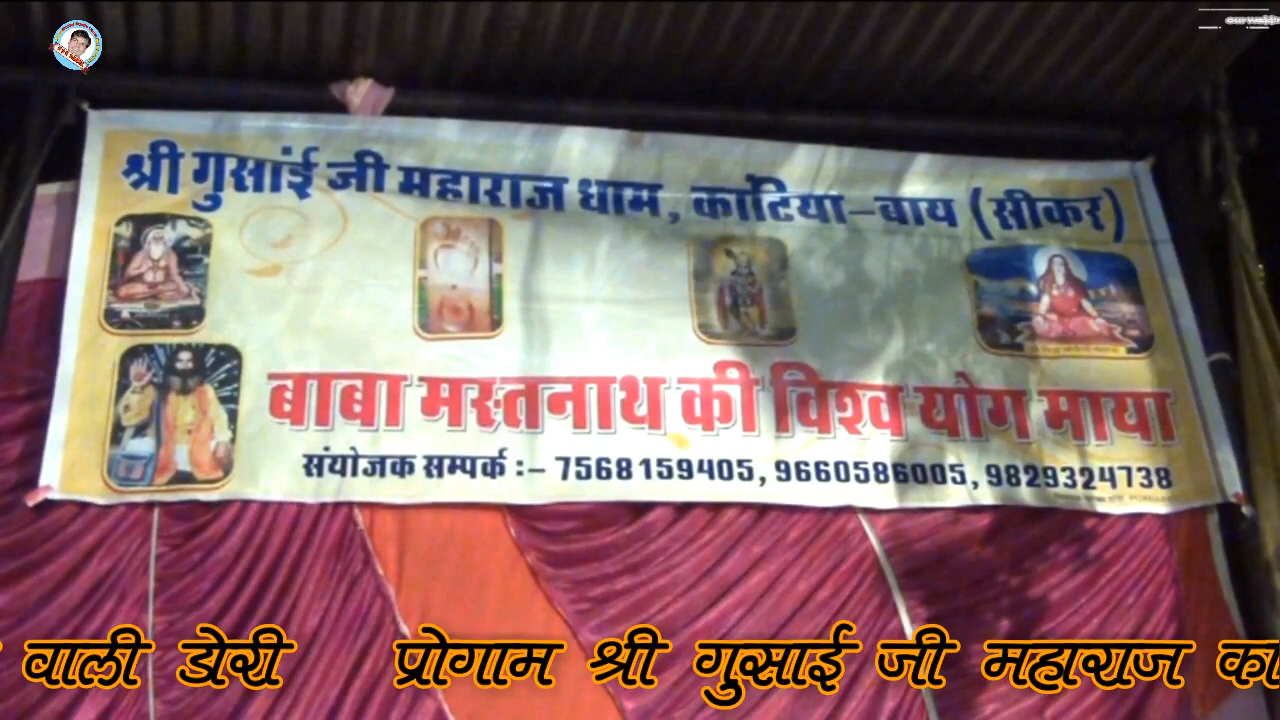 श्री गुसांई जी महाराज धाम, कांटिया-बाय (सीकर)
बाबा मस्तनाथ की विश्व योग माया
संयोजक सम्पर्क :- 7568159405, 9660586005, 9829324738
वाली डोरी प्रोगाम श्री गुसाई जी महाराज का